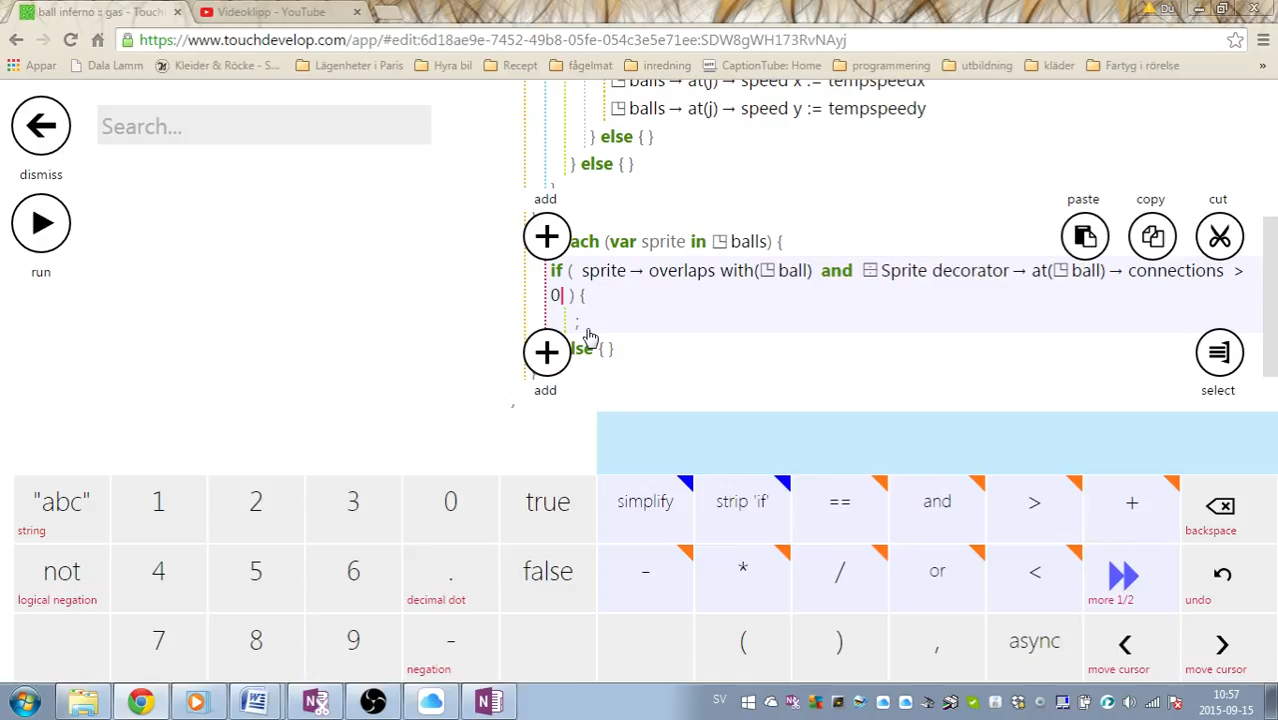 ball inferno :: gas - Touch
Videoklipp - YouTube
Du
https://www.touchdevelop.com/app/#edit:6d18ae9e-7452-49b8-05fe-054c3e5e71ee:SDW8gWH173RvNAyj
Appar
Dala Lamm
Kleider & Röcke - S...
Lägenheter i Paris
Hyra bil
Recept
fågelmat
inredning
CaptionTube: Home
programmering
utbildning
kläder
Fartyg i rörelse
»
dismiss
Search...
run
balls → at(j) → speed x := tempspeedx
balls → at(j) → speed y := tempspeedy
} else { }
} else { }
}
add
paste
copy
cut
ach (var sprite in balls) {
if ( sprite → overlaps with(ball) and Sprite decorator → at(ball) → connections >
0 ) {
;
lse { }
add
select
"abc"
string
1
2
3
0
true
simplify
strip 'if'
==
and
>
+
backspace
not
logical negation
4
5
6
.
decimal dot
false
-
*
/
or
<
more 1/2
undo
7
8
9
-
negation
(
)
,
async
move cursor
move cursor
SV
10:57
2015-09-15